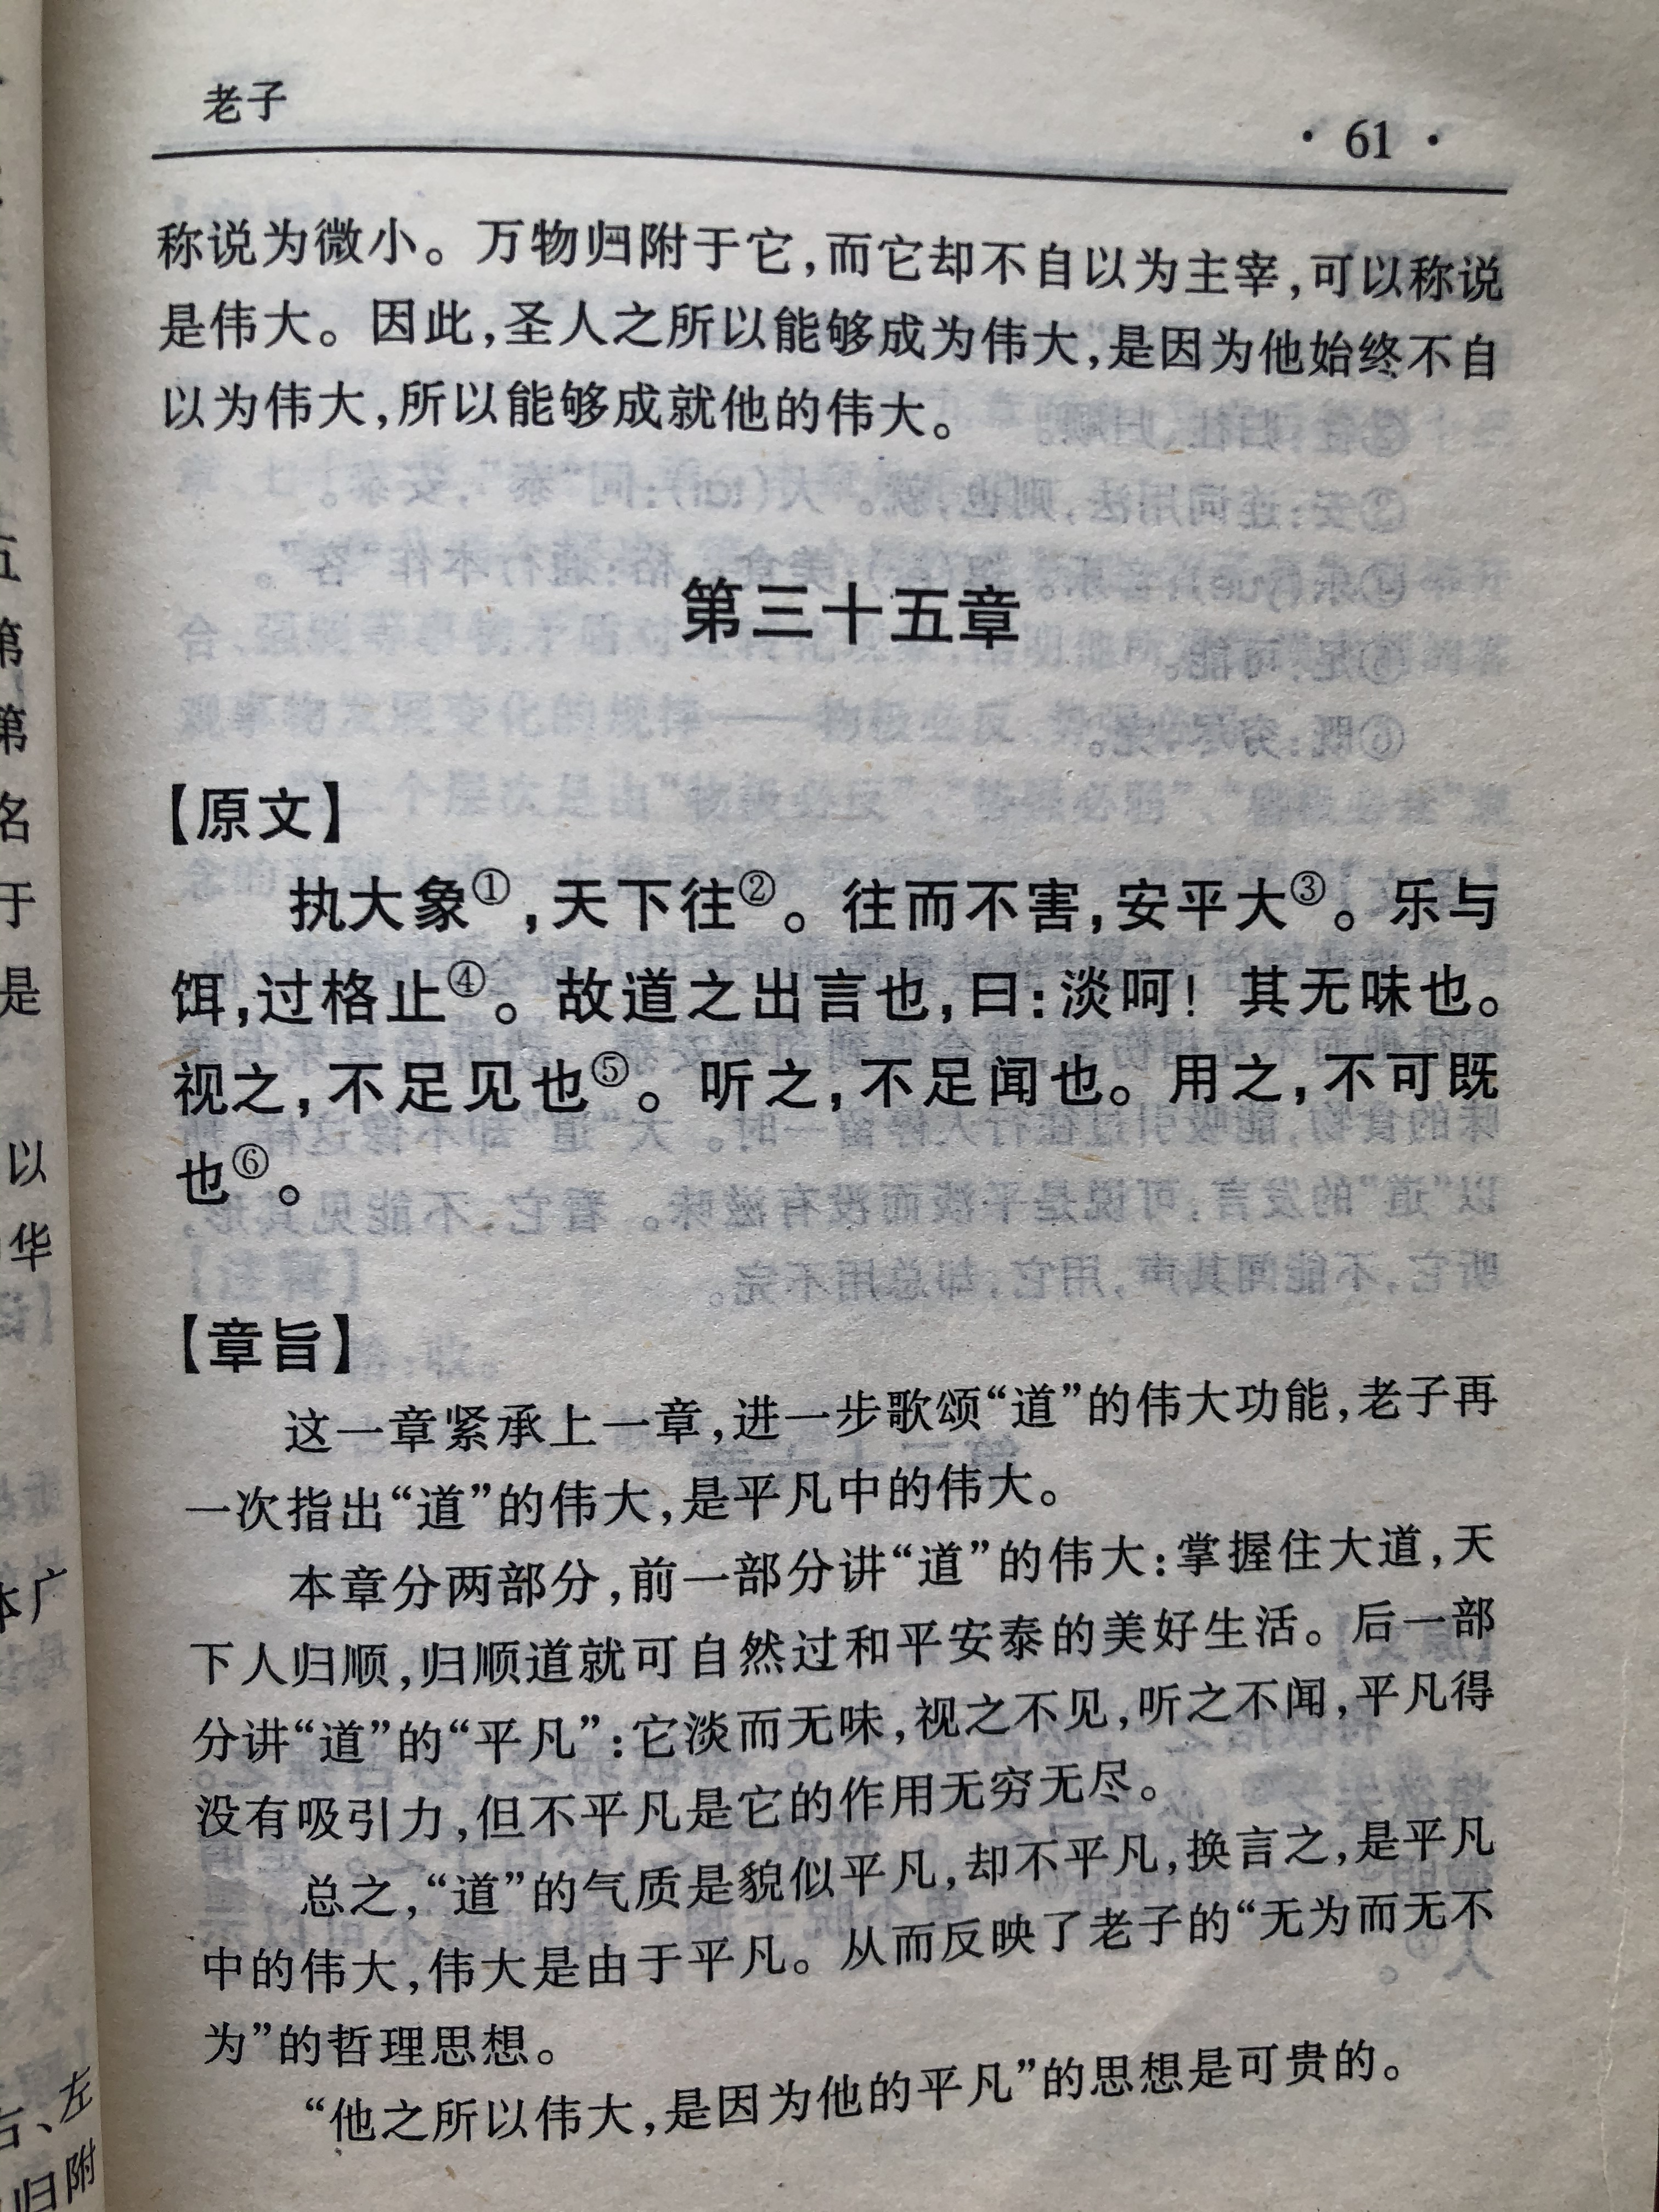 老子
· 61 ·
称说为微小。万物归附于它,而它却不自以为主宰,可以称说
是伟大。因此,圣人之所以能够成为伟大,是因为他始终不自
以为伟大,所以能够成就他的伟大。
第三十五章
【原文】
执大象①,天下往②。往而不害,安平大③。乐与
饵,过格止④。故道之出言也,曰:淡呵! 其无味也。
视之,不足见也⑤。听之,不足闻也。用之,不可既
也⑥。
【章旨】
这一章紧承上一章,进一步歌颂“道”的伟大功能,老子再
一次指出“道”的伟大,是平凡中的伟大。
本章分两部分,前一部分讲“道”的伟大:掌握住大道,天
下人归顺,归顺道就可自然过和平安泰的美好生活。后一部
分讲“道”的“平凡”:它淡而无味,视之不见,听之不闻,平凡得
没有吸引力,但不平凡是它的作用无穷无尽。
总之,“道”的气质是貌似平凡,却不平凡,换言之,是平凡
中的伟大,伟大是由于平凡。从而反映了老子的“无为而无不
为”的哲理思想。
“他之所以伟大,是因为他的平凡”的思想是可贵的。